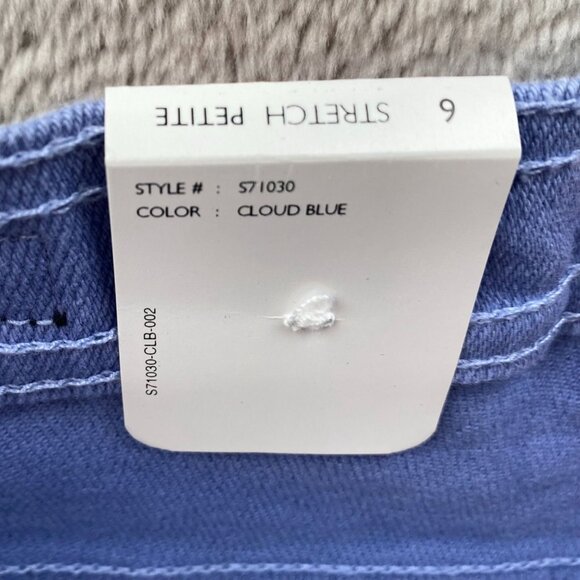 6 STRETCH PETITE
STYLE # : S71030
COLOR : CLOUD BLUE
S71030-CLB-002